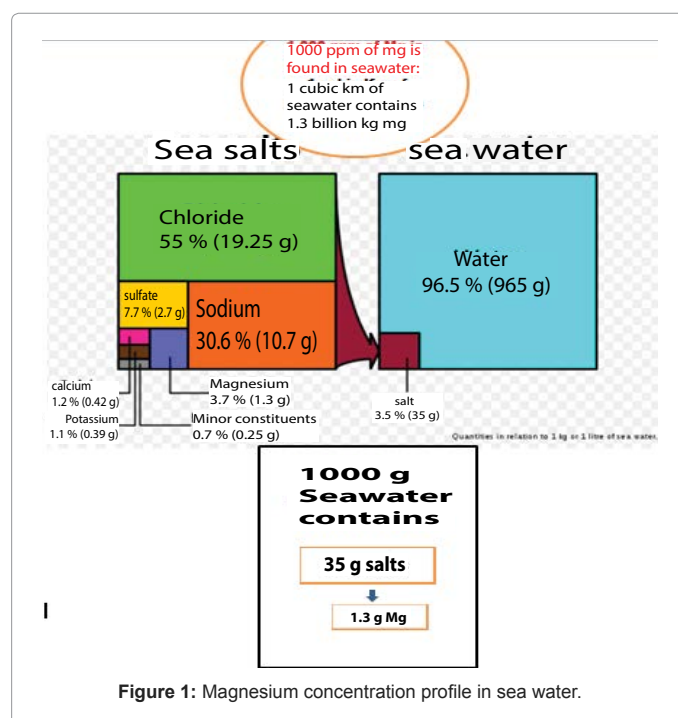 1000 ppm of mg is
found in seawater:
1 cubic km of
seawater contains
1.3 billion kg mg
Sea salts
sea water
Chloride
55 % (19.25 g)
sulfate
7.7 % (2.7 g)
Sodium
30.6 % (10.7 g)
Water
96.5 % (965 g)
calcium
1.2 % (0.42 g)
Potassium
1.1 % (0.39 g)
Magnesium
3.7 % (1.3 g)
Minor constituents
0.7 % (0.25 g)
salt
3.5 % (35 g)
Quantities in relation to 1 kg or 1 litre of sea water.
1000 g
Seawater
contains
35 g salts
1.3 g Mg
Figure 1: Magnesium concentration profile in sea water.